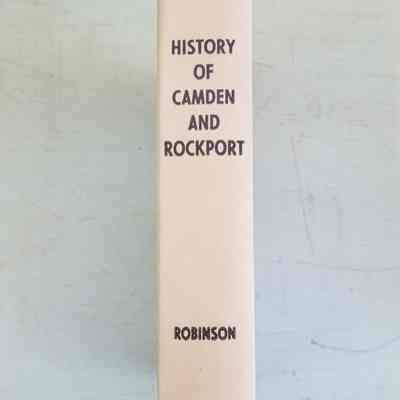 HISTORY
OF
CAMDEN
AND
ROCKPORT
ROBINSON